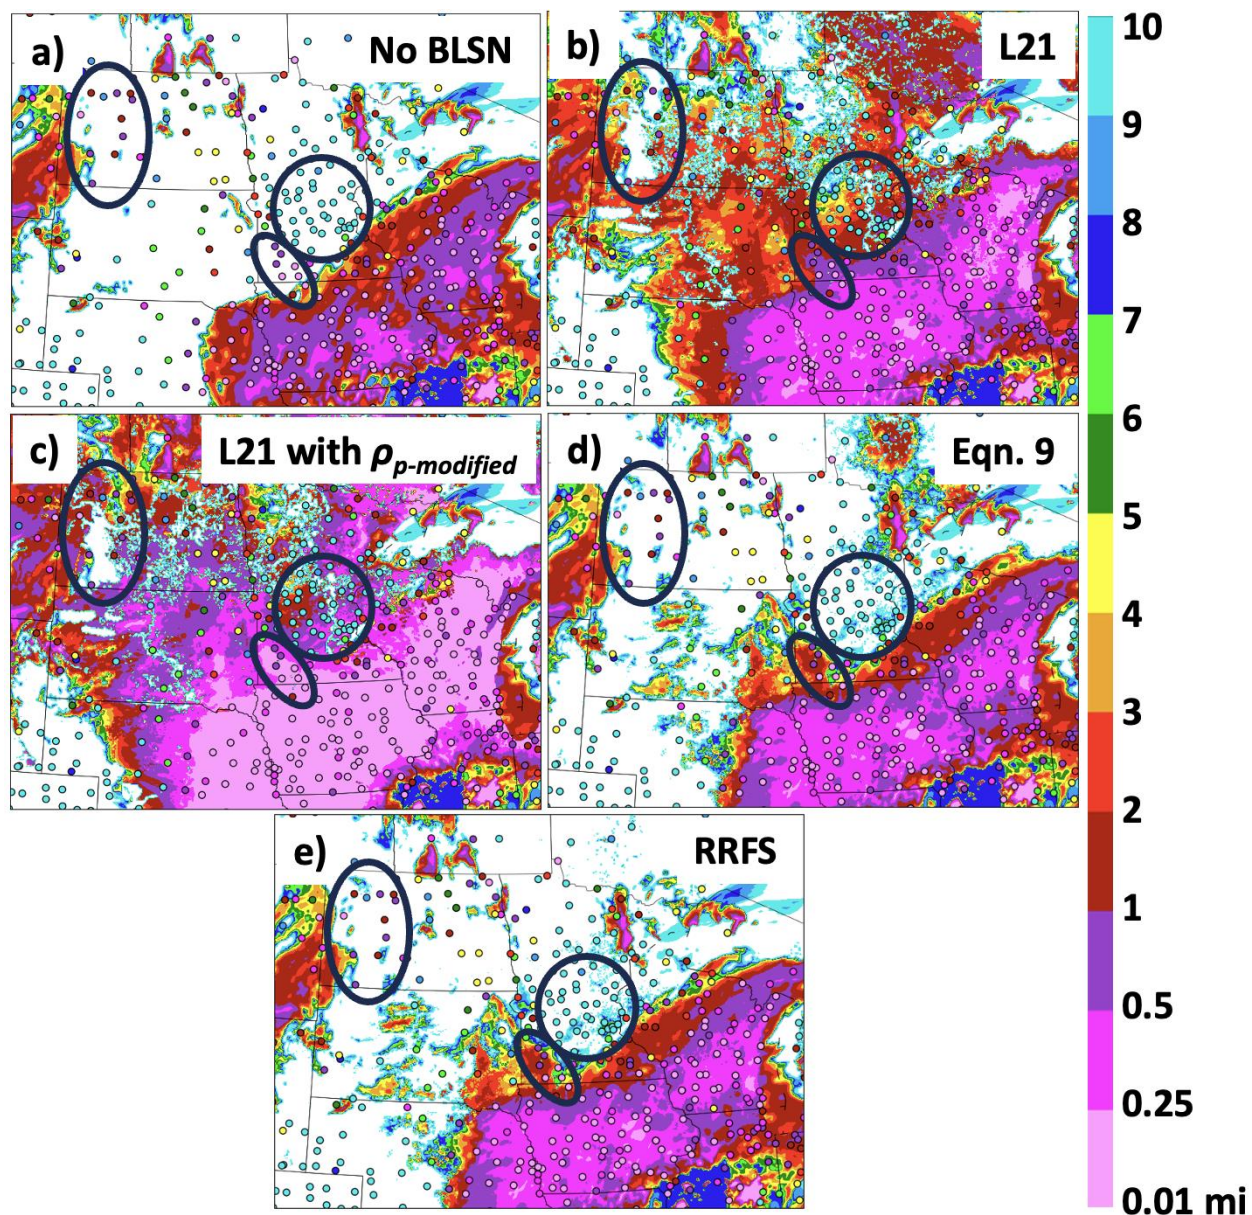 a) No BLSN
b) L21
c) L21 with ρp-modified
d) Eqn. 9
e) RRFS
10
9
8
7
6
5
4
3
2
1
0.5
0.25
0.01 mi